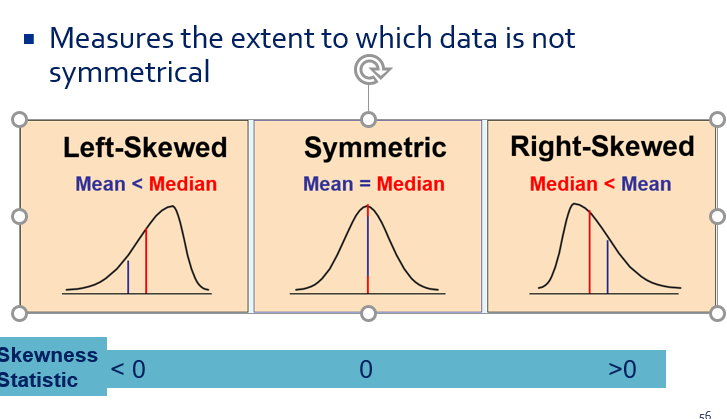 ▪ Measures the extent to which data is not
symmetrical
Left-Skewed
Mean < Median
Symmetric
Mean = Median
Right-Skewed
Median < Mean
Skewness
Statistic
< 0
0
>0
56